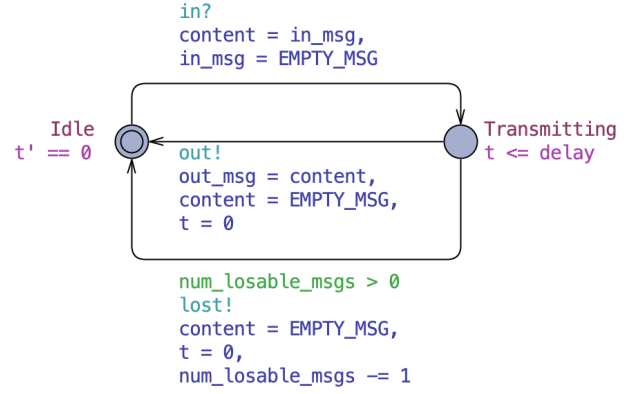 in?
content = in_msg,
in_msg = EMPTY_MSG
Idle
t' == 0
Transmitting
t <= delay
out!
out_msg = content,
content = EMPTY_MSG,
t = 0
num_losable_msgs > 0
lost!
content = EMPTY_MSG,
t = 0,
num_losable_msgs -= 1